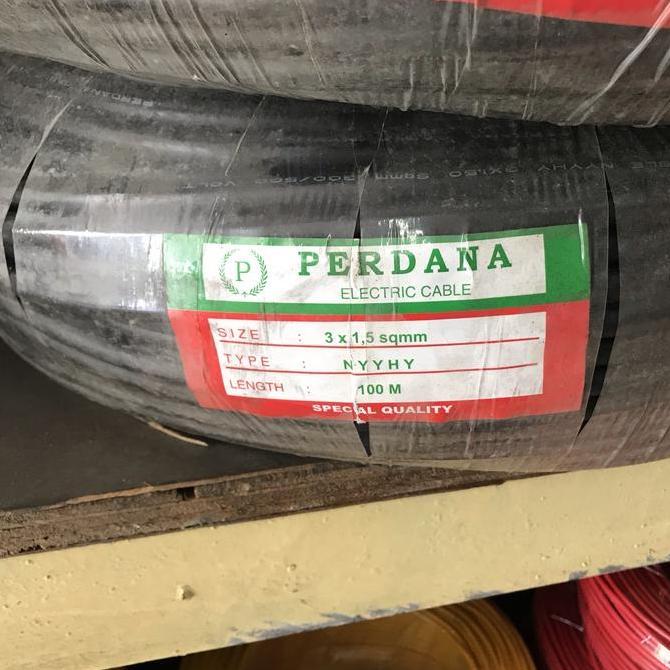 P PERDANA
ELECTRIC CABLE
SIZE : 3 x 1,5 sqmm
TYPE : NYYHY
LENGTH : 100 M
SPECIAL QUALITY